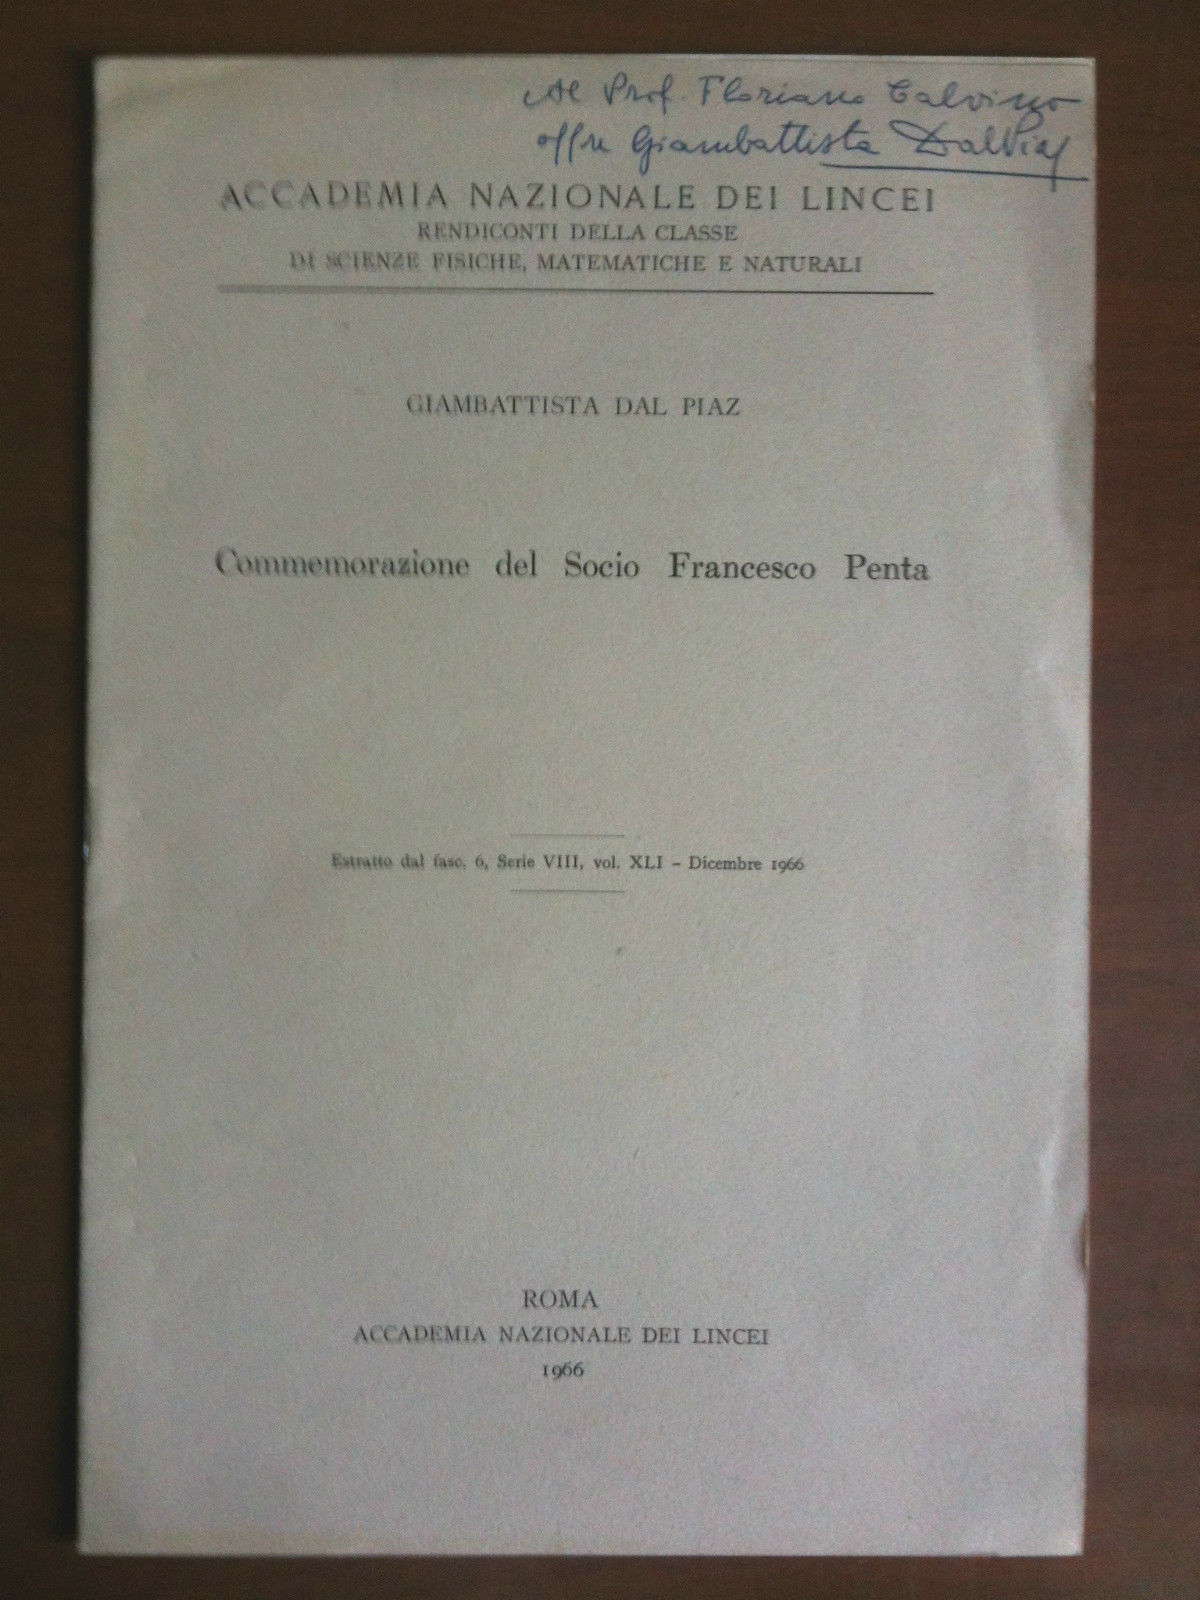 Al Prof. Floriano Calvino
offre Giambattista Dal Piaz
ACCADEMIA NAZIONALE DEI LINCEI
RENDICONTI DELLA CLASSE
DI SCIENZE FISICHE, MATEMATICHE E NATURALI
GIAMBATTISTA DAL PIAZ
Commemorazione del Socio Francesco Penta
Estratto dal fasc. 6, Serie VIII, vol. XLI – Dicembre 1966
ROMA
ACCADEMIA NAZIONALE DEI LINCEI
1966